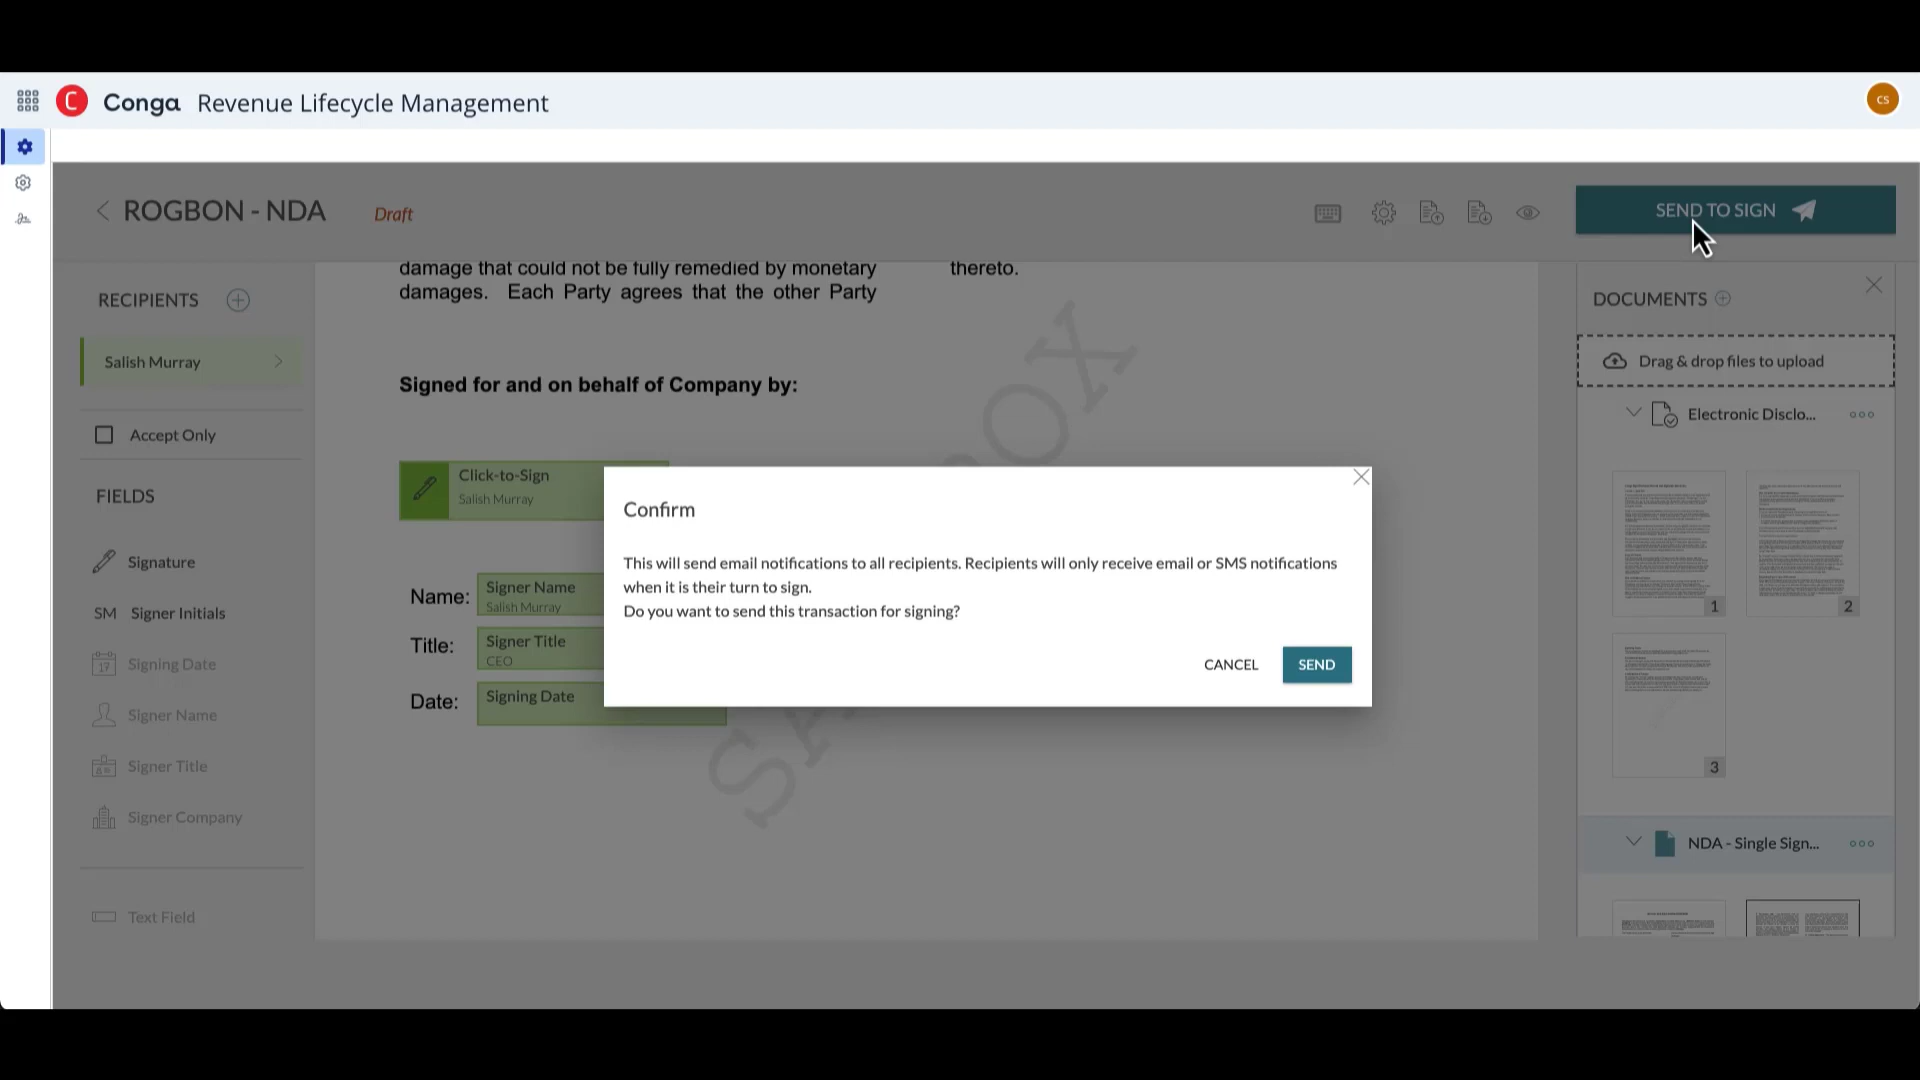 C Conga Revenue Lifecycle Management
CS
ROGBON - NDA
Draft
SEND TO SIGN
RECIPIENTS
Salish Murray
Accept Only
FIELDS
Signature
SM Signer Initials
17 Signing Date
Signer Name
Signer Title
Signer Company
Text Field
damage that could not be fully remedied by monetary
damages. Each Party agrees that the other Party
thereto.
Signed for and on behalf of Company by:
Click-to-Sign
Salish Murray
Name: Signer Name
Salish Murray
Title: Signer Title
CEO
Date: Signing Date
Confirm
This will send email notifications to all recipients. Recipients will only receive email or SMS notifications
when it is their turn to sign.
Do you want to send this transaction for signing?
CANCEL SEND
DOCUMENTS
Drag & drop files to upload
Electronic Disclo...
1
2
3
NDA - Single Sign...